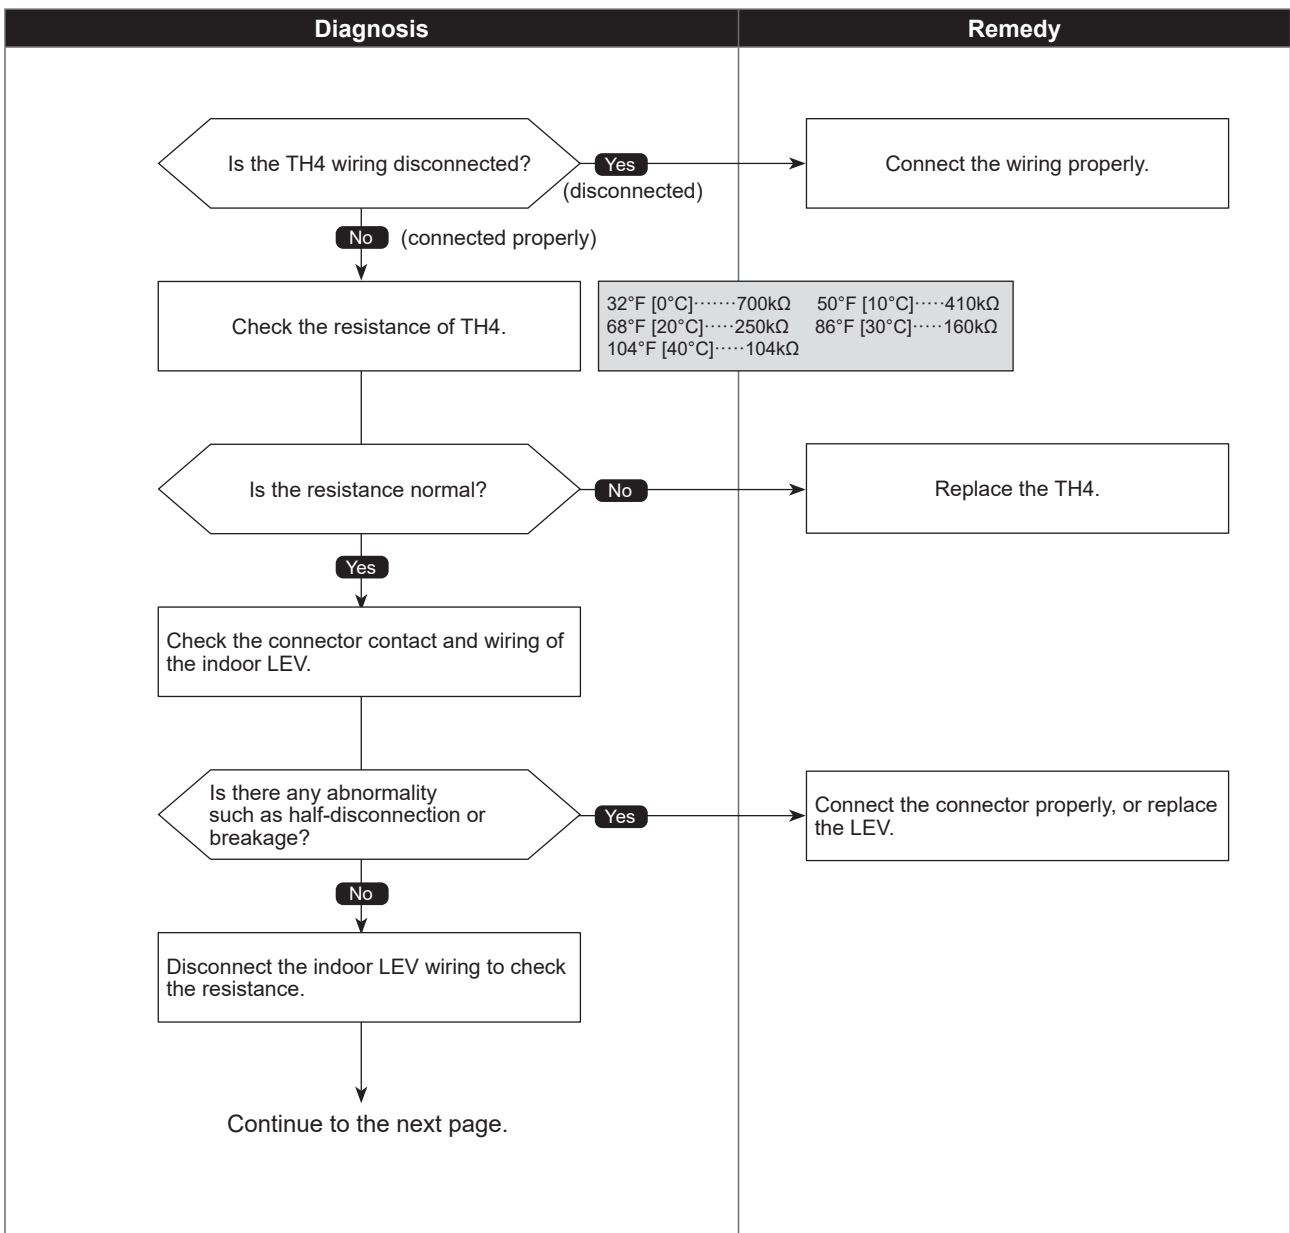 Diagnosis
Remedy
Is the TH4 wiring disconnected?
Yes
(disconnected)
Connect the wiring properly.
No (connected properly)
Check the resistance of TH4.
32°F [0°C]·······700kΩ 50°F [10°C]·····410kΩ
68°F [20°C]·····250kΩ 86°F [30°C]·····160kΩ
104°F [40°C]·····104kΩ
Is the resistance normal?
No
Replace the TH4.
Yes
Check the connector contact and wiring of
the indoor LEV.
Is there any abnormality
such as half-disconnection or
breakage?
Yes
Connect the connector properly, or replace
the LEV.
No
Disconnect the indoor LEV wiring to check
the resistance.
Continue to the next page.